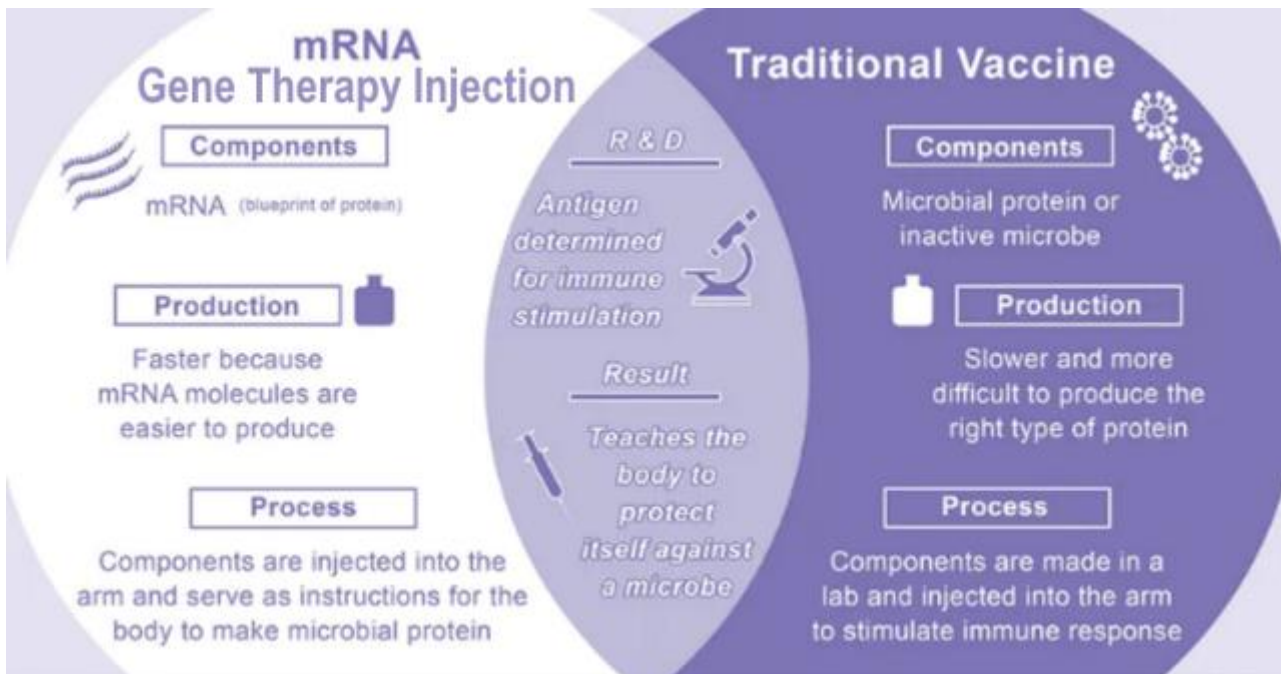 mRNA
Gene Therapy Injection
Components
mRNA (blueprint of protein)
Production
Faster because
mRNA molecules are
easier to produce
Process
Components are injected into the
arm and serve as instructions for the
body to make microbial protein
R & D
Antigen
determined
for immune
stimulation
Result
Teaches the
body to
protect
itself against
a microbe
Traditional Vaccine
Components
Microbial protein or
inactive microbe
Production
Slower and more
difficult to produce the
right type of protein
Process
Components are made in a
lab and injected into the arm
to stimulate immune response